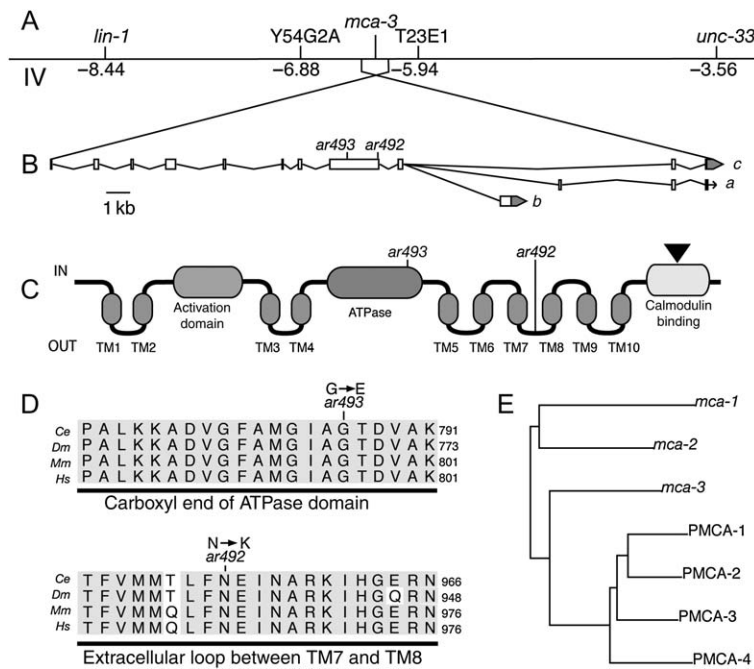 A
lin-1 Y54G2A mca-3 T23E1 unc-33
IV
–8.44 –6.88 –5.94 –3.56
B
ar493 ar492
c
a
b
1 kb
C
IN
OUT
ar493 ar492
TM1 TM2 Activation domain TM3 TM4 ATPase TM5 TM6 TM7 TM8 TM9 TM10 Calmodulin binding
D
G→E
ar493
Ce P A L K K A D V G F A M G I A G T D V A K 791
Dm P A L K K A D V G F A M G I A G T D V A K 773
Mm P A L K K A D V G F A M G I A G T D V A K 801
Hs P A L K K A D V G F A M G I A G T D V A K 801
Carboxyl end of ATPase domain
N→K
ar492
Ce T F V M M T L F N E I N A R K I H G E R N 966
Dm T F V M M T L F N E I N A R K I H G Q R N 948
Mm T F V M M Q L F N E I N A R K I H G E R N 976
Hs T F V M M Q L F N E I N A R K I H G E R N 976
Extracellular loop between TM7 and TM8
E
mca-1
mca-2
mca-3
PMCA-1
PMCA-2
PMCA-3
PMCA-4